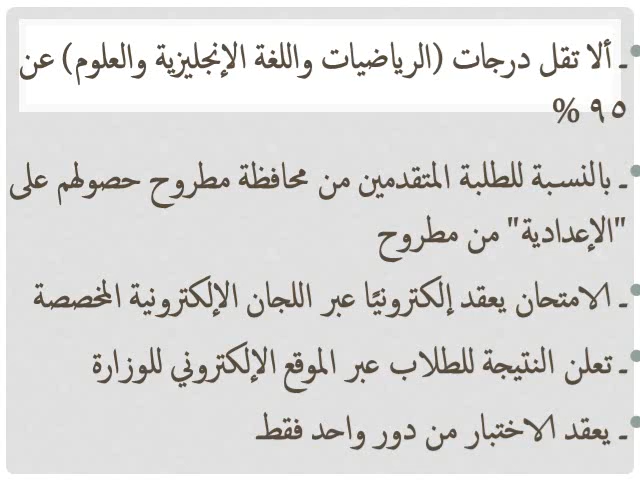 ـ ألا تقل درجات (الرياضيات واللغة الإنجليزية والعلوم) عن
٩٥ %
ـ بالنسبة للطلبة المتقدمين من محافظة مطروح حصولهم على
"الإعدادية" من مطروح
ـ الامتحان يعقد إلكترونيًا عبر اللجان الإلكترونية المخصصة
ـ تعلن النتيجة للطلاب عبر الموقع الإلكتروني للوزارة
ـ يعقد الاختبار من دور واحد فقط